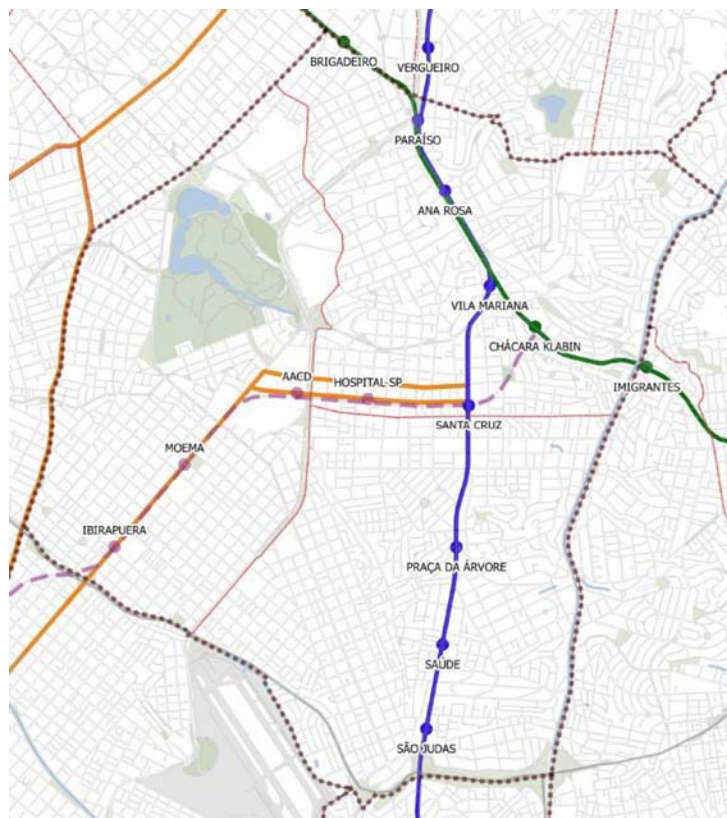 BRIGADEIRO
VERGUEIRO
PARAÍSO
ANA ROSA
VILA MARIANA
CHÁCARA KLABIN
IMIGRANTES
AACD
HOSPITAL-SP
SANTA CRUZ
MOEMA
IBIRAPUERA
PRAÇA DA ÁRVORE
SAÚDE
SÃO JUDAS